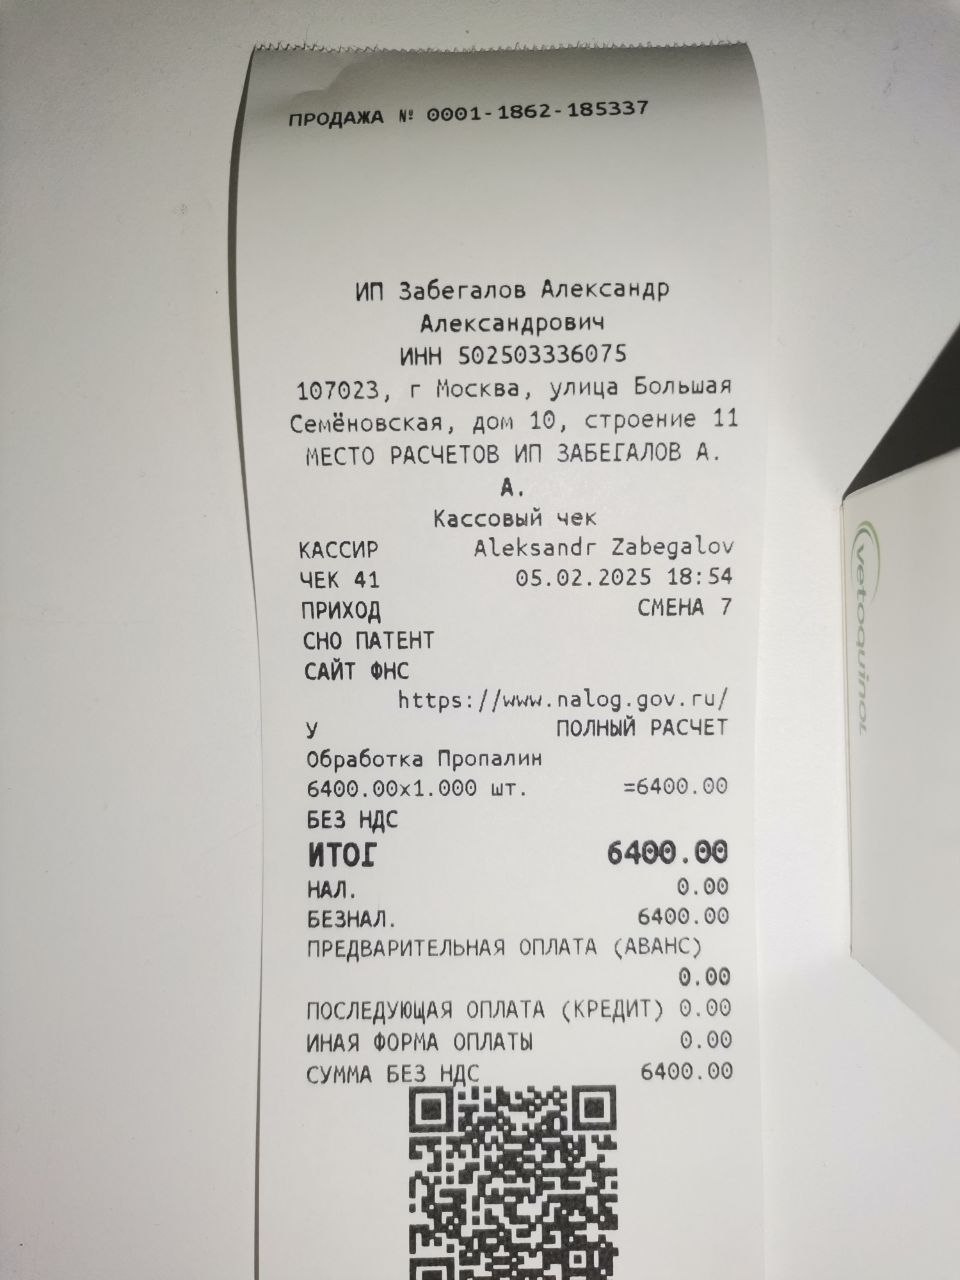 ПРОДАЖА № 0001-1862-185337
ИП Забегалов Александр
Александрович
ИНН 502503336075
107023, г Москва, улица Большая
Семёновская, дом 10, строение 11
МЕСТО РАСЧЕТОВ ИП ЗАБЕГАЛОВ А.
А.
Кассовый чек
КАССИР Aleksandr Zabegalov
ЧЕК 41 05.02.2025 18:54
ПРИХОД СМЕНА 7
СНО ПАТЕНТ
САЙТ ФНС
https://www.nalog.gov.ru/
У ПОЛНЫЙ РАСЧЕТ
Обработка Пропалин
6400.00x1.000 шт. =6400.00
БЕЗ НДС
ИТОГ 6400.00
НАЛ. 0.00
БЕЗНАЛ. 6400.00
ПРЕДВАРИТЕЛЬНАЯ ОПЛАТА (АВАНС)
0.00
ПОСЛЕДУЮЩАЯ ОПЛАТА (КРЕДИТ) 0.00
ИНАЯ ФОРМА ОПЛАТЫ 0.00
СУММА БЕЗ НДС 6400.00
vetoquinol